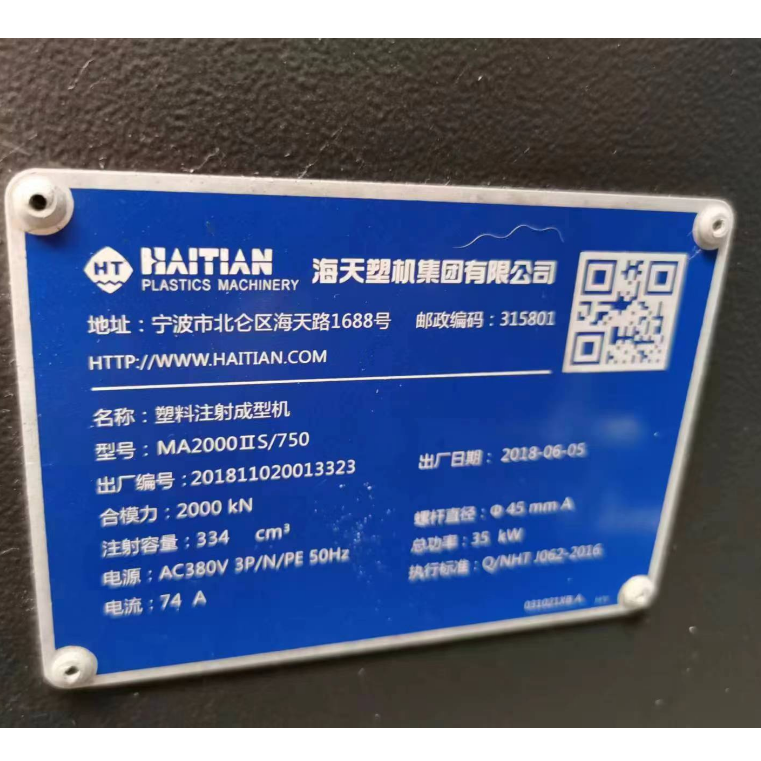 HT HAITIAN 海天塑机集团有限公司
PLASTICS MACHINERY
地址：宁波市北仑区海天路1688号 邮政编码：315801
HTTP://WWW.HAITIAN.COM
名称：塑料注射成型机
型号：MA2000ⅡS/750
出厂编号：201811020013323 出厂日期：2018-06-05
合模力：2000 kN 螺杆直径：Φ 45 mm A
注射容量：334 cm³ 总功率：35 kW
电源：AC380V 3P/N/PE 50Hz 执行标准：Q/NHT J062-2016
电流：74 A